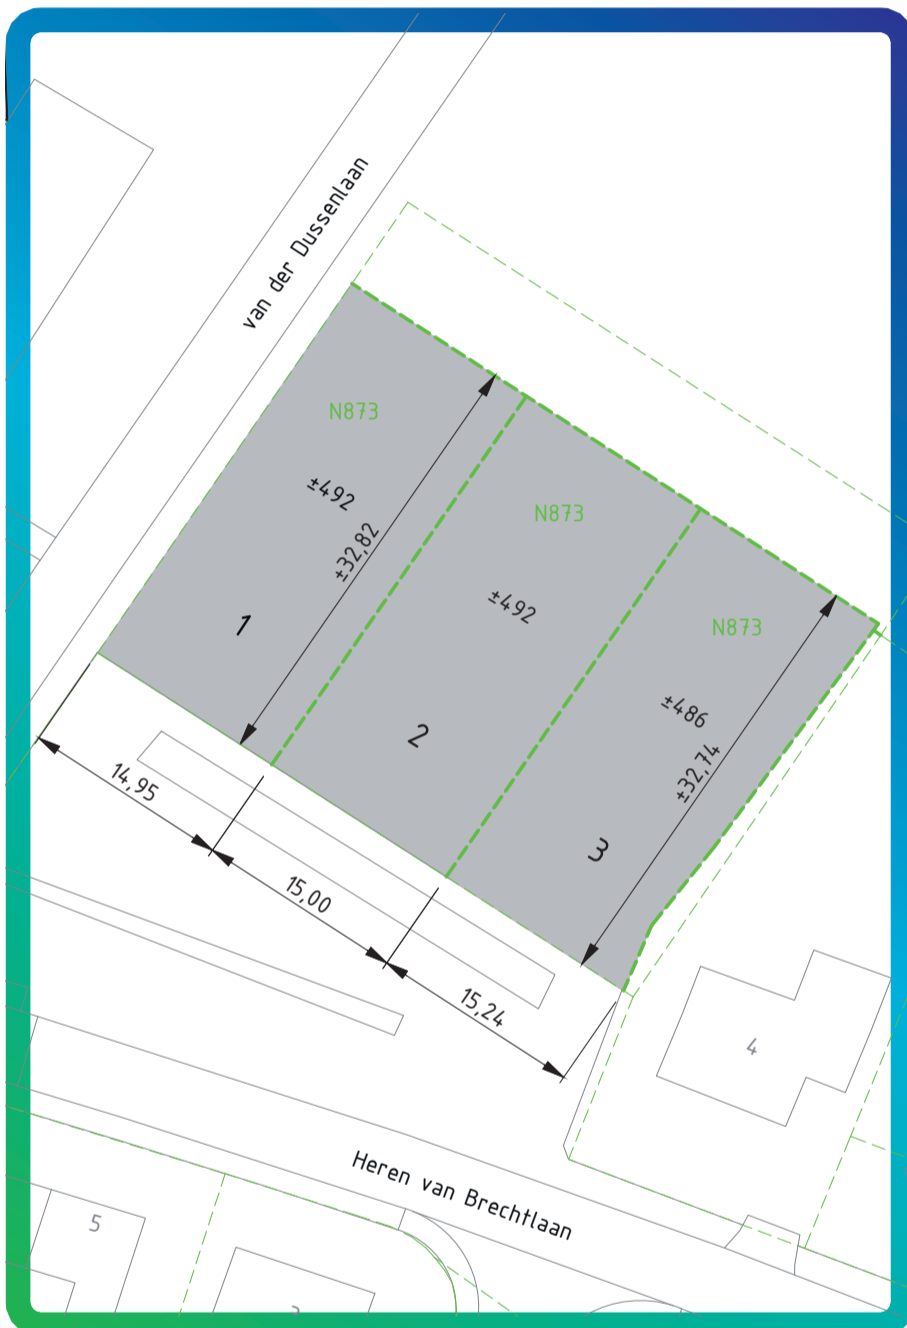 van der Dussenlaan
N873
±492
±32,82
1
N873
±492
2
N873
±486
±32,74
3
14,95
15,00
15,24
4
Heren van Brechtlaan
5